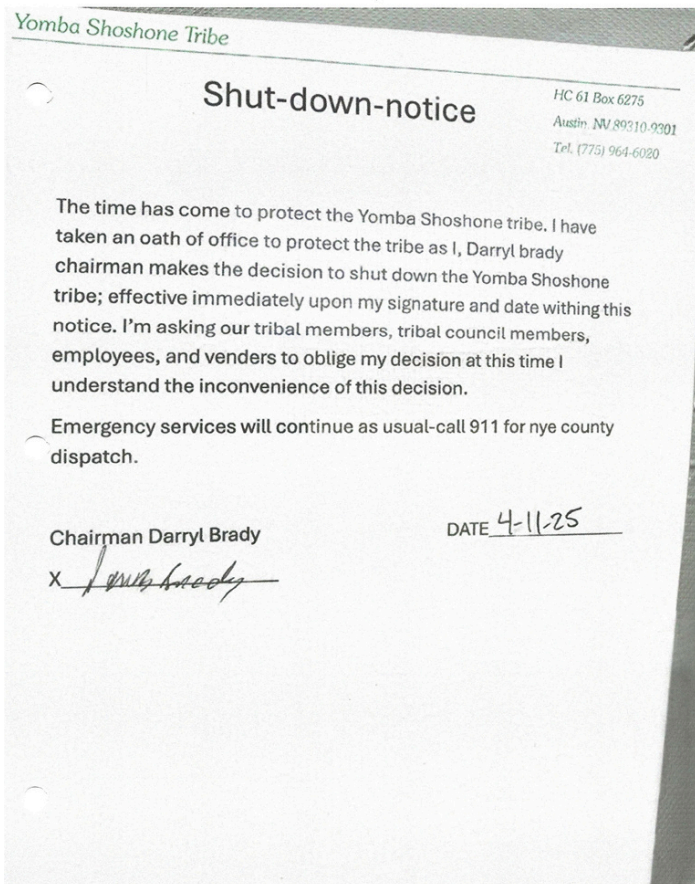 Yomba Shoshone Tribe
Shut-down-notice
HC 61 Box 6275
Austin, NV 89310-9301
Tel. (775) 964-6020
The time has come to protect the Yomba Shoshone tribe. I have
taken an oath of office to protect the tribe as I, Darryl brady
chairman makes the decision to shut down the Yomba Shoshone
tribe; effective immediately upon my signature and date withing this
notice. I'm asking our tribal members, tribal council members,
employees, and venders to oblige my decision at this time I
understand the inconvenience of this decision.
Emergency services will continue as usual-call 911 for nye county
dispatch.
Chairman Darryl Brady
DATE 4-11-25
X